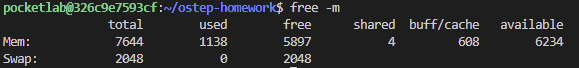 pocketlab@326c9e7593cf:~/ostep-homework$ free -m
total used free shared buff/cache available
Mem: 7644 1138 5897 4 608 6234
Swap: 2048 0 2048